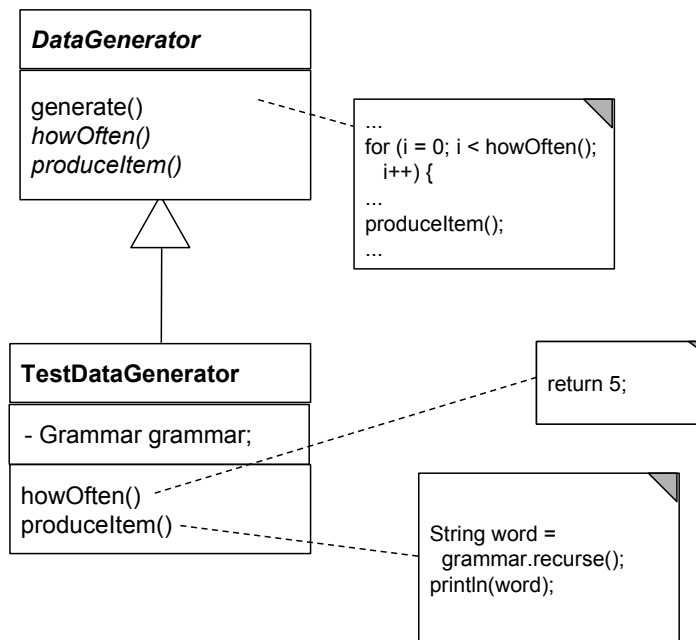 DataGenerator
generate()
howOften()
produceItem()
...
for (i = 0; i < howOften();
i++) {
...
produceItem();
...
TestDataGenerator
- Grammar grammar;
howOften()
produceItem()
return 5;
String word =
grammar.recurse();
println(word);